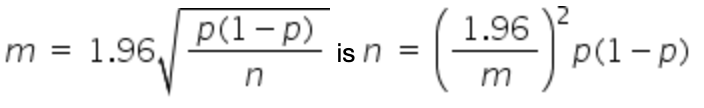 m = 1.96√(p(1 − p)/n) is n = (1.96/m)² p(1 − p)